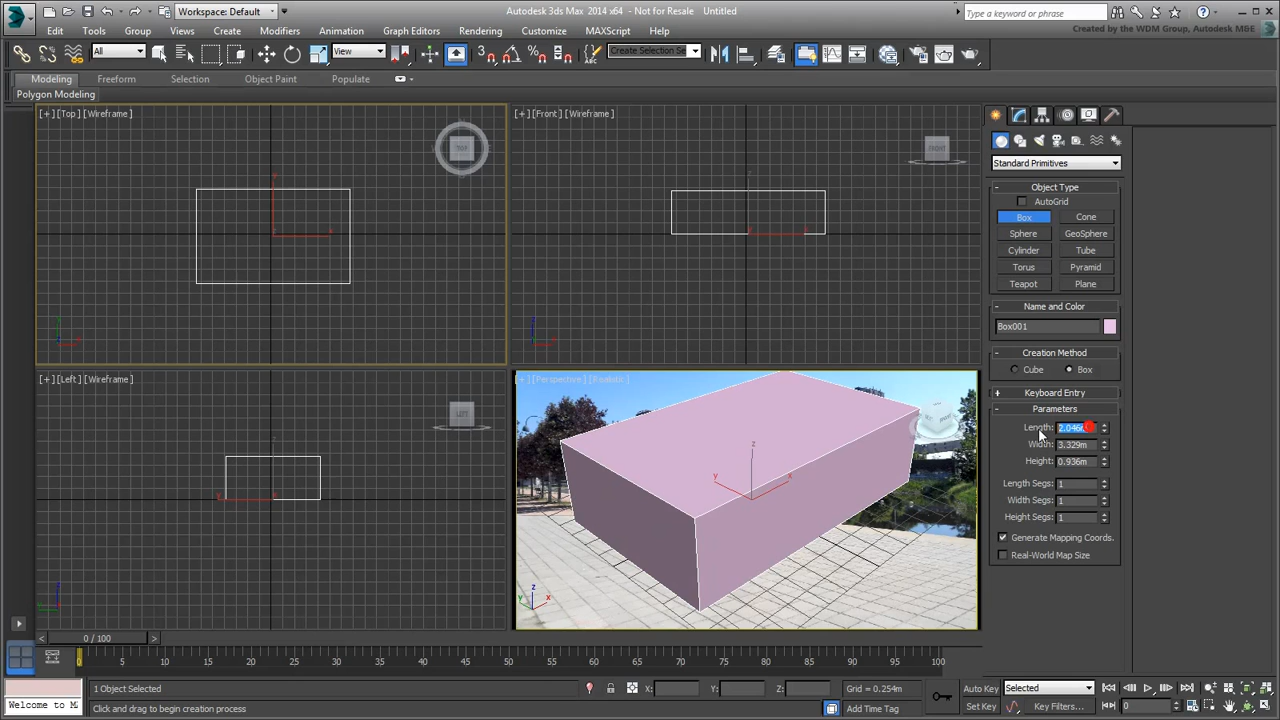 Workspace: Default
Autodesk 3ds Max 2014 x64 - Not for Resale Untitled
Type a keyword or phrase
Created by the WDM Group, Autodesk M&E
Edit Tools Group Views Create Modifiers Animation Graph Editors Rendering Customize MAXScript Help
All
View
Create Selection Se
Modeling Freeform Selection Object Paint Populate
Polygon Modeling
[+][Top][Wireframe]
TOP
[+][Front][Wireframe]
FRONT
[+][Left][Wireframe]
LEFT
[+][Perspective][Realistic]
Standard Primitives
- Object Type
AutoGrid
Box Cone
Sphere GeoSphere
Cylinder Tube
Torus Pyramid
Teapot Plane
- Name and Color
Box001
- Creation Method
Cube Box
+ Keyboard Entry
- Parameters
Length: 2.046
Width: 3.329m
Height: 0.936m
Length Segs: 1
Width Segs: 1
Height Segs: 1
Generate Mapping Coords.
Real-World Map Size
0 / 100
0 5 10 15 20 25 30 35 40 45 50 55 60 65 70 75 80 85 90 95 100
1 Object Selected
X: Y: Z: Grid = 0.254m
Auto Key Selected
Welcome to M
Click and drag to begin creation process
Add Time Tag
Set Key Key Filters...
0